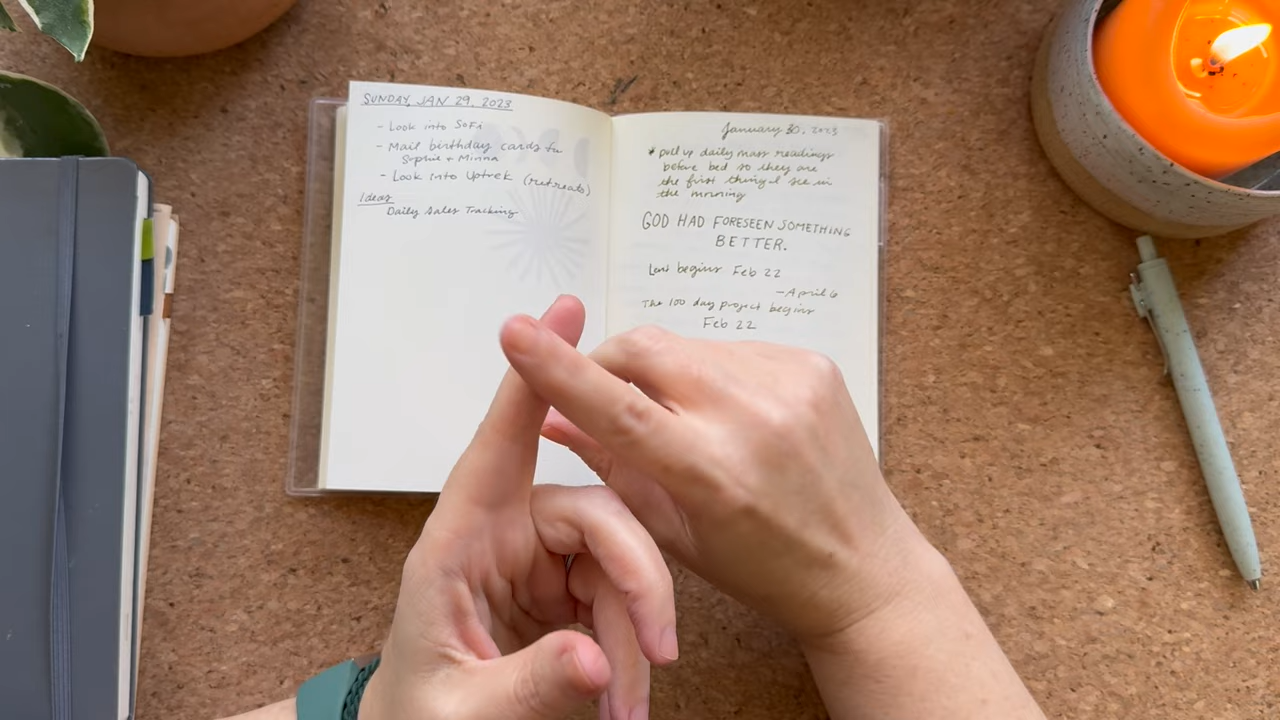 SUNDAY, JAN 29, 2023
- Look into SoFi
- Mail birthday cards for
Sophie + Minna
- Look into Uptrek (retreats)
Ideas
Daily Sales Tracking
January 30, 2023
* pull up daily mass readings
before bed so they are
the first thing I see in
the morning
GOD HAD FORESEEN SOMETHING
BETTER.
Lent begins Feb 22
- April 6
The 100 day project begins
Feb 22